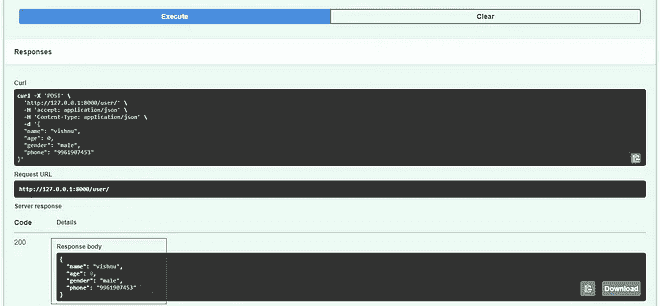 Execute Clear
Responses
Curl
curl -X 'POST' \
'http://127.0.0.1:8000/user/' \
-H 'accept: application/json' \
-H 'Content-Type: application/json' \
-d '{
"name": "vishnu",
"age": 0,
"gender": "male",
"phone": "9961907453"
}'
Request URL
http://127.0.0.1:8000/user/
Server response
Code Details
200
Response body
{
"name": "vishnu",
"age": 0,
"gender": "male",
"phone": "9961907453"
}
Download